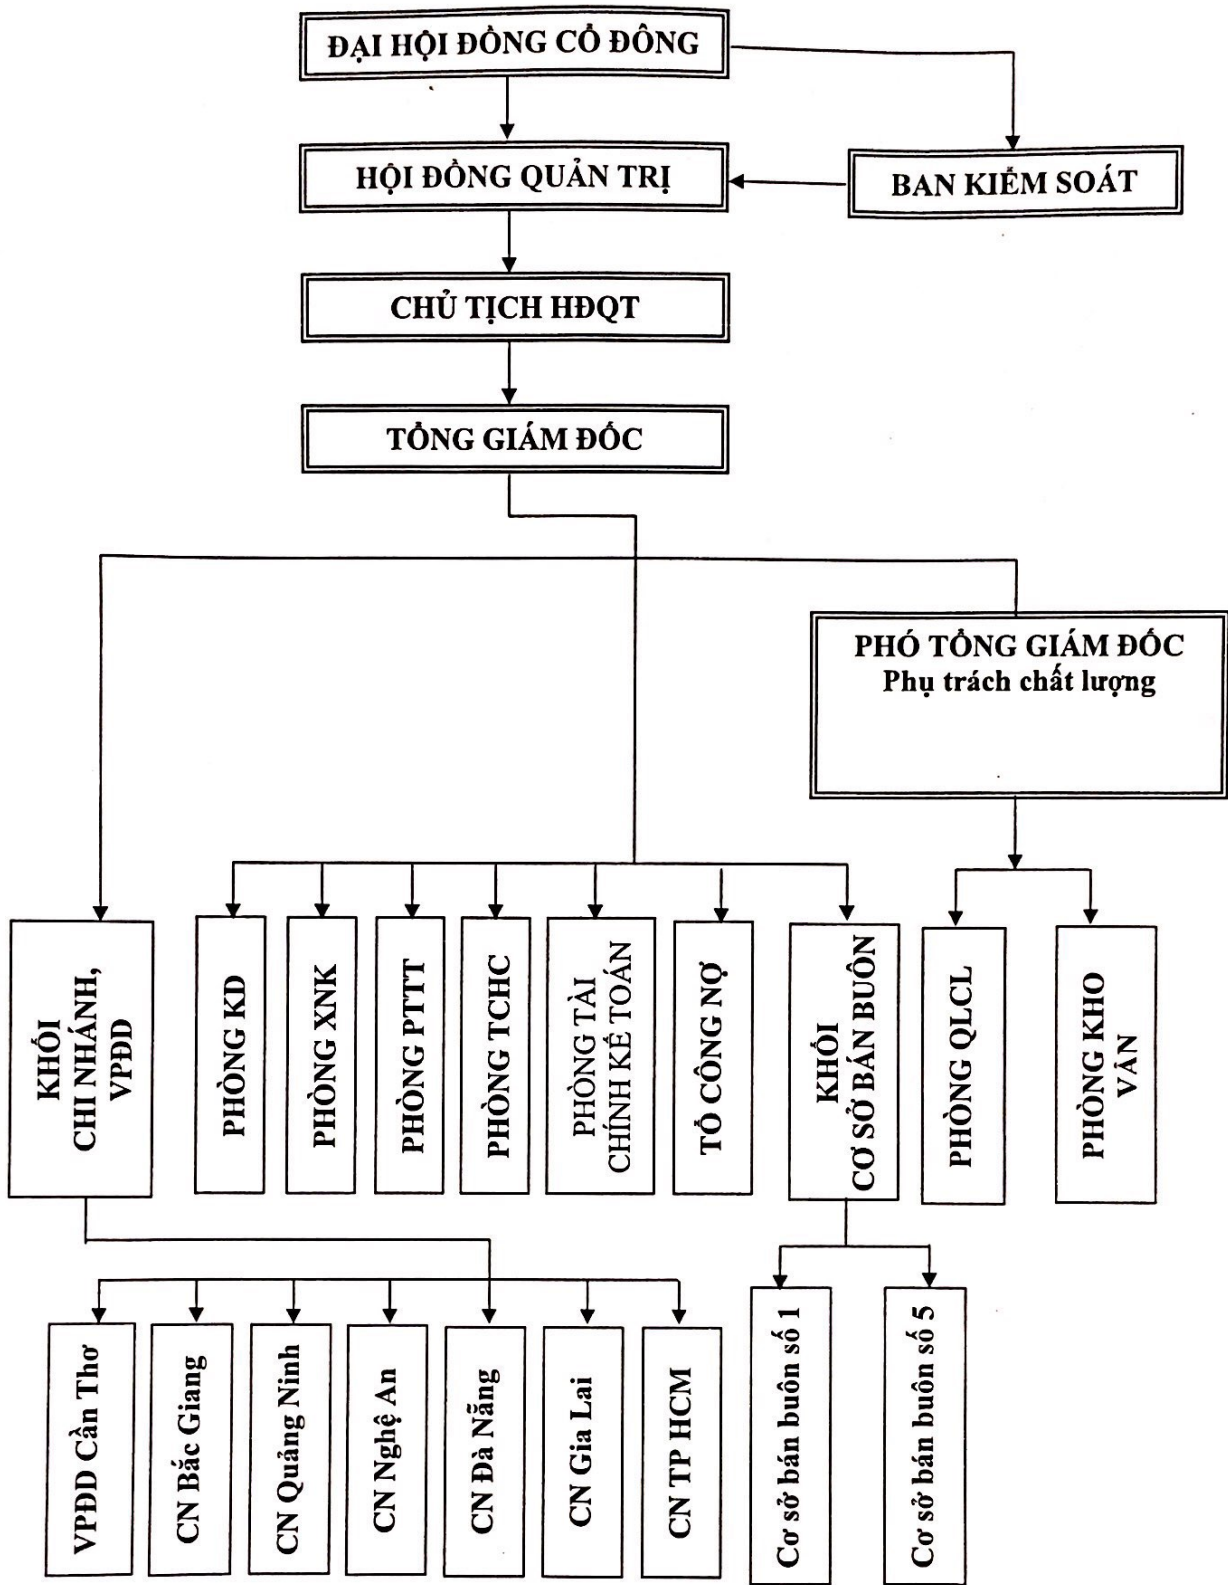 ĐẠI HỘI ĐỒNG CỔ ĐÔNG
HỘI ĐỒNG QUẢN TRỊ
BAN KIỂM SOÁT
CHỦ TỊCH HĐQT
TỔNG GIÁM ĐỐC
PHÓ TỔNG GIÁM ĐỐC
Phụ trách chất lượng
KHỐI
CHI NHÁNH,
VPĐD
PHÒNG KD
PHÒNG XNK
PHÒNG PTTT
PHÒNG TCHC
PHÒNG TÀI
CHÍNH KẾ TOÁN
TỔ CÔNG NỢ
KHỐI
CƠ SỞ BÁN BUÔN
PHÒNG QLCL
PHÒNG KHO
VẬN
VPĐD Cần Thơ
CN Bắc Giang
CN Quảng Ninh
CN Nghệ An
CN Đà Nẵng
CN Gia Lai
CN TP HCM
Cơ sở bán buôn số 1
Cơ sở bán buôn số 5